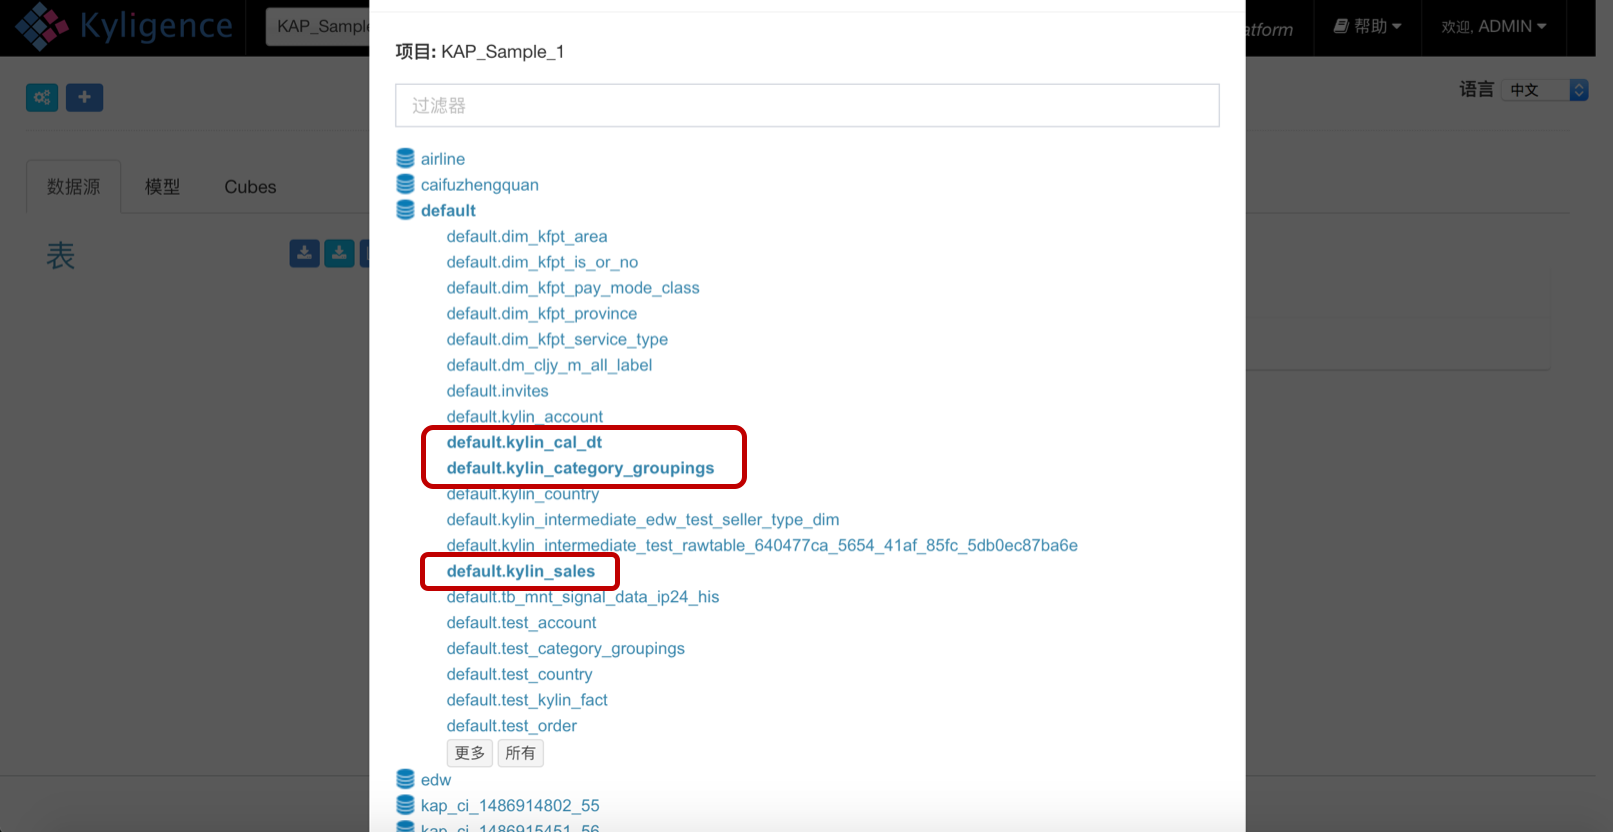 Kyligence
KAP_Sample
atform
帮助
欢迎, ADMIN
语言
中文
数据源
模型
Cubes
表
项目: KAP_Sample_1
过滤器
airline
caifuzhengquan
default
default.dim_kfpt_area
default.dim_kfpt_is_or_no
default.dim_kfpt_pay_mode_class
default.dim_kfpt_province
default.dim_kfpt_service_type
default.dm_cljy_m_all_label
default.invites
default.kylin_account
default.kylin_cal_dt
default.kylin_category_groupings
default.kylin_country
default.kylin_intermediate_edw_test_seller_type_dim
default.kylin_intermediate_test_rawtable_640477ca_5654_41af_85fc_5db0ec87ba6e
default.kylin_sales
default.tb_mnt_signal_data_ip24_his
default.test_account
default.test_category_groupings
default.test_country
default.test_kylin_fact
default.test_order
更多 所有
edw
kap_ci_1486914802_55
kap_ci_1486915451_56